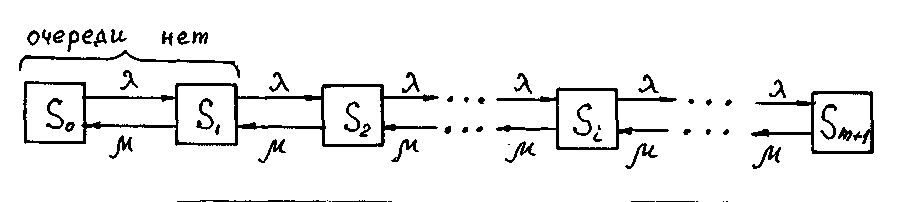 очереди нет
λ λ λ λ λ λ
S₀ S₁ S₂ ... Sᵢ ... Sₘ₊₁
μ μ μ μ μ μ